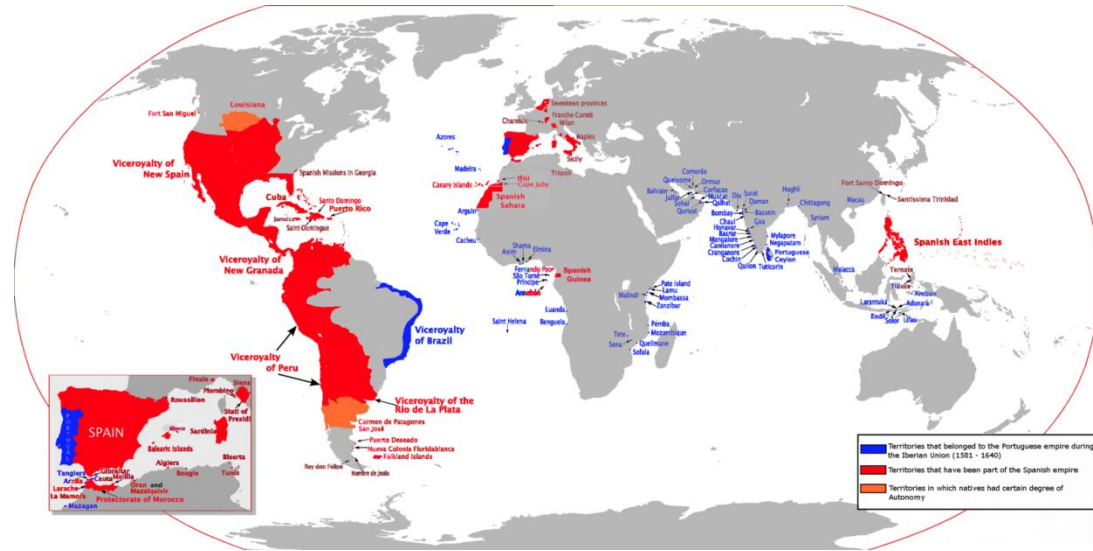 Louisiana
Fort San Miguel
Viceroyalty of
New Spain
Spanish Missions in Georgia
Cuba
Santo Domingo
Puerto Rico
Jamaica
Saint-Domingue
Viceroyalty of
New Granada
Viceroyalty
of Peru
Viceroyalty
of Brazil
Viceroyalty of the
Rio de La Plata
Carmen de Patagones
San José
Puerto Deseado
Nueva Colonia Floridablanca
Falkland Islands
Rey don Felipe
Nombre de Jesús
Seventeen provinces
Franche-Comté
Charolais
Milan
Naples
Sicily
Azores
Madeira
Tripoli
Ifni
Cape Juby
Canary Islands
Spanish
Sahara
Arguin
Cape
Verde
Cacheu
Shama
Axim
Elmina
Fernando Poo
São Tomé
Príncipe
Annobón
Spanish
Guinea
Luanda
Benguela
Saint Helena
Malindi
Pate island
Lamu
Mombassa
Zanzibar
Pemba
Mozambique
Tete
Sena
Quelimane
Sofala
Comorão
Queixome
Ormuz
Bahrain
Corfacao
Julfar
Muscat
Sohar
Qulhat
Quriyat
Diu
Surat
Daman
Bombay
Bassein
Chaul
Goa
Honavar
Basrur
Mangalore
Cannanore
Cranganore
Cochin
Quilon
Tuticorin
Hughli
Chittagong
Syriam
Mylapore
Negapatam
Portuguese
Ceylon
Fort Santo Domingo
Santissima Trinidad
Macau
Spanish East Indies
Malacca
Ternate
Tidore
Ambon
Larantuka
Adonara
Ende
Solor
Lifau
Finale
Siena
Piombino
Stati of
Presidi
Roussillon
PORTUGAL
SPAIN
Sardinia
Balearic Islands
Tangiers
Gibraltar
Arzila
Ceuta
Melilla
Larache
La Mamora
Oran and
Mazalquivir
Algiers
Bougie
Bizerta
Tunis
Protectorate of Morocco
Mazagan
Territories that belonged to the Portuguese empire during
the Iberian Union (1581 - 1640)
Territories that have been part of the Spanish empire
Territories in which natives had certain degree of
Autonomy